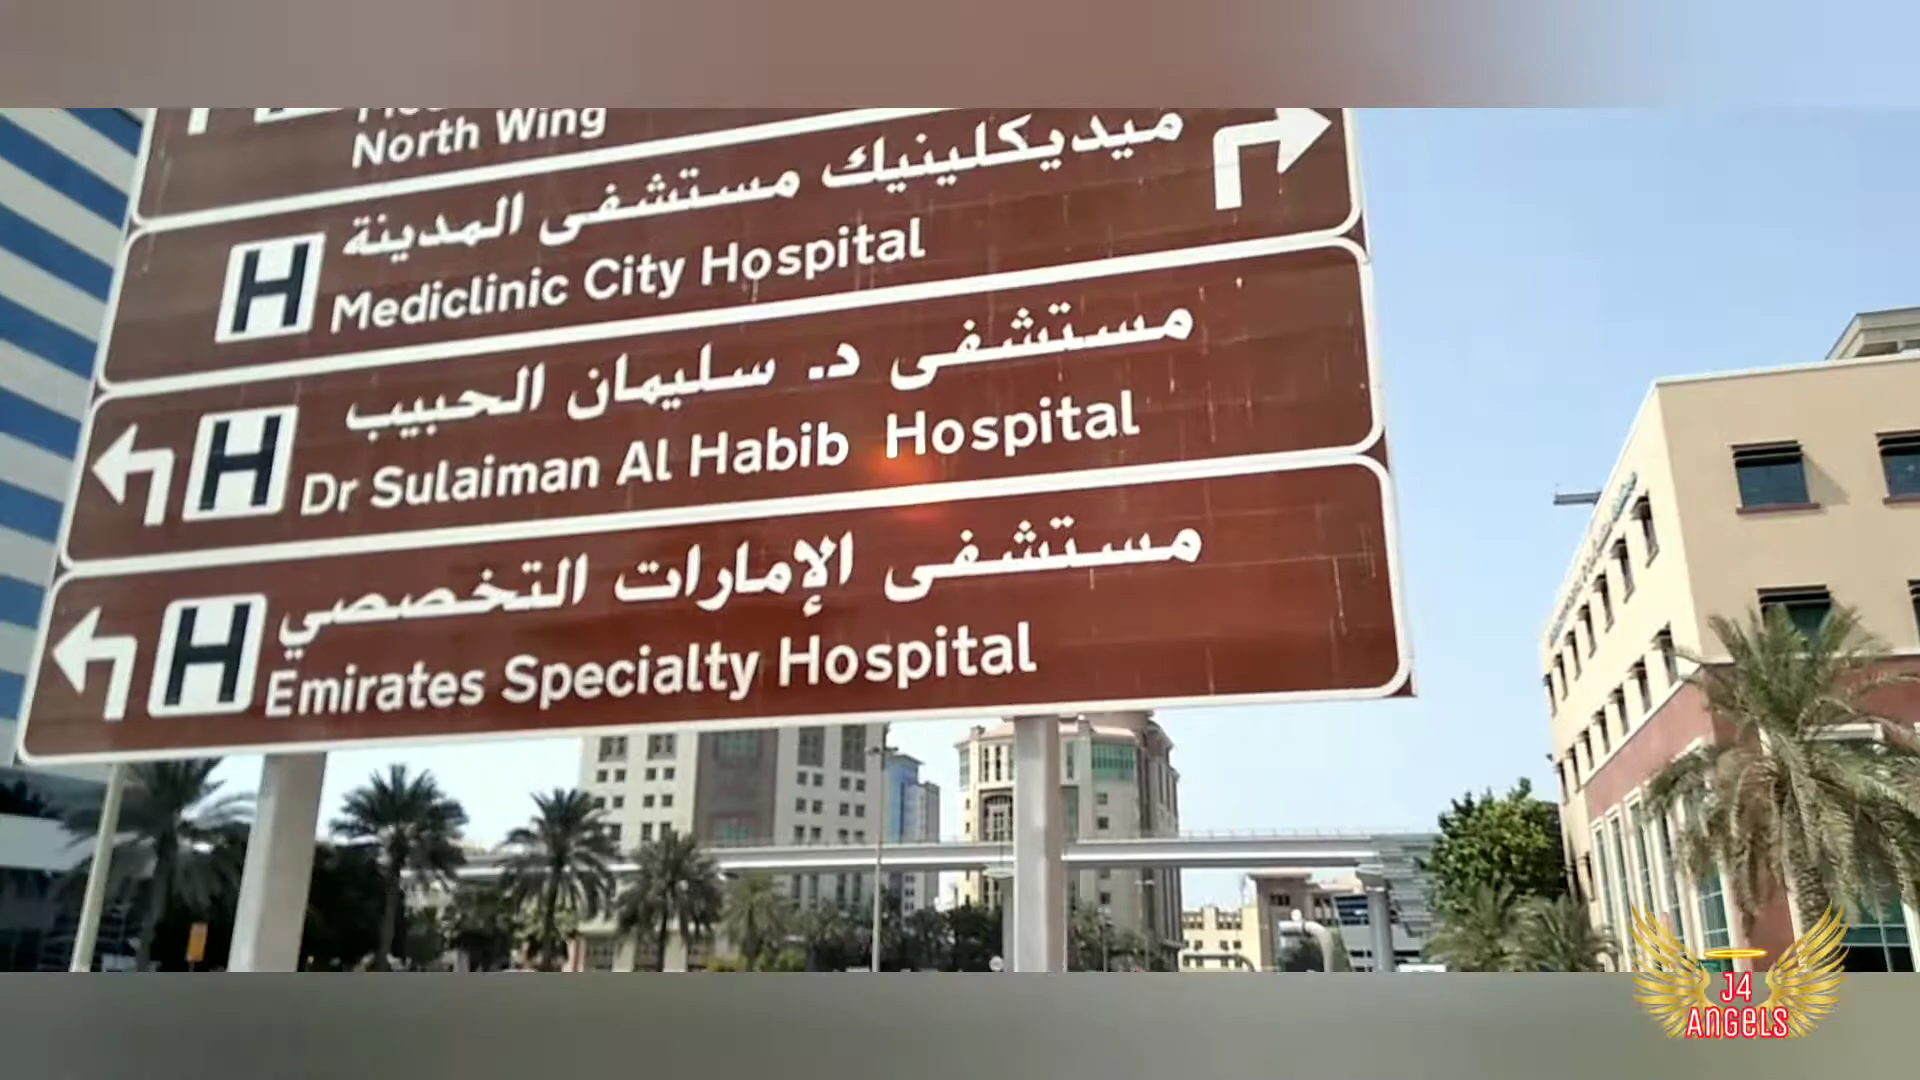 North Wing
ميديكلينيك مستشفى المدينة
H Mediclinic City Hospital
مستشفى د. سليمان الحبيب
H Dr Sulaiman Al Habib Hospital
مستشفى الإمارات التخصصي
H Emirates Specialty Hospital
J4
ANGELS